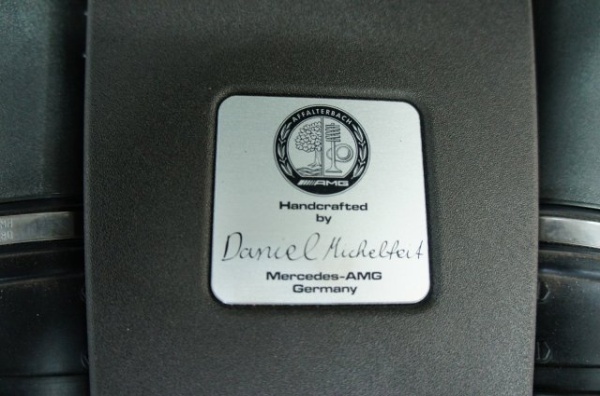 AFFALTERBACH
AMG
Handcrafted
by
Daniel Michelfeit
Mercedes-AMG
Germany